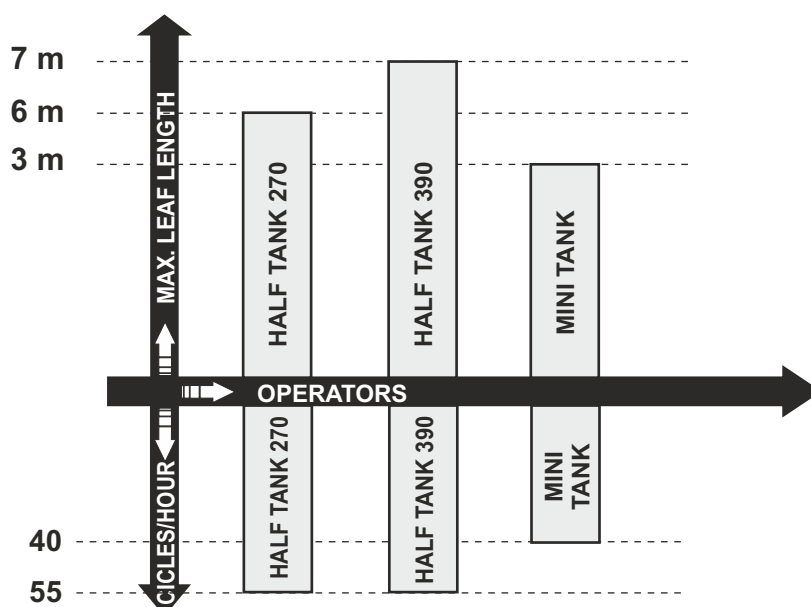 7 m
6 m
3 m
MAX. LEAF LENGTH
HALF TANK 270
HALF TANK 390
MINI TANK
OPERATORS
CICLES/HOUR
HALF TANK 270
HALF TANK 390
MINI
TANK
40
55